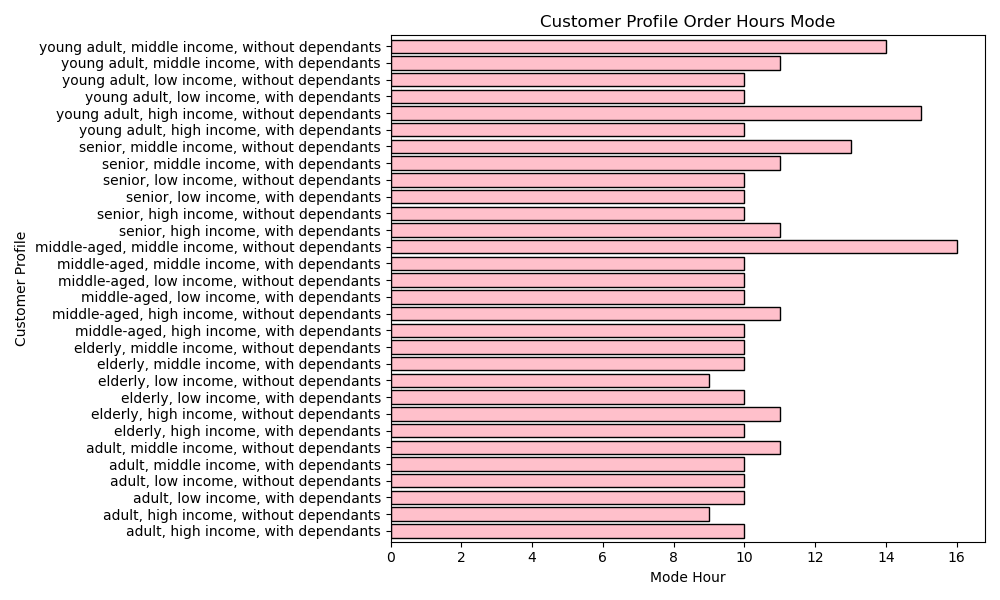 Customer Profile Order Hours Mode
Customer Profile
young adult, middle income, without dependants
young adult, middle income, with dependants
young adult, low income, without dependants
young adult, low income, with dependants
young adult, high income, without dependants
young adult, high income, with dependants
senior, middle income, without dependants
senior, middle income, with dependants
senior, low income, without dependants
senior, low income, with dependants
senior, high income, without dependants
senior, high income, with dependants
middle-aged, middle income, without dependants
middle-aged, middle income, with dependants
middle-aged, low income, without dependants
middle-aged, low income, with dependants
middle-aged, high income, without dependants
middle-aged, high income, with dependants
elderly, middle income, without dependants
elderly, middle income, with dependants
elderly, low income, without dependants
elderly, low income, with dependants
elderly, high income, without dependants
elderly, high income, with dependants
adult, middle income, without dependants
adult, middle income, with dependants
adult, low income, without dependants
adult, low income, with dependants
adult, high income, without dependants
adult, high income, with dependants
0 2 4 6 8 10 12 14 16
Mode Hour